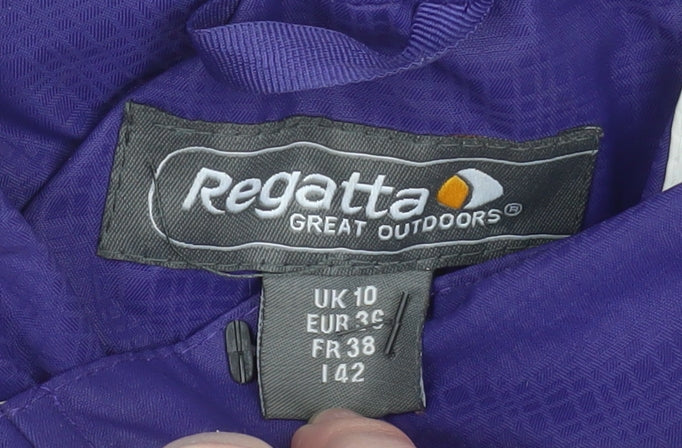 Regatta
GREAT OUTDOORS®
UK 10
EUR 36
FR 38
I 42